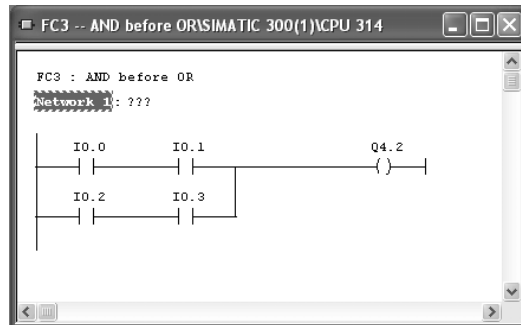 FC3 -- AND before OR\SIMATIC 300(1)\CPU 314
FC3 : AND before OR
Network 1: ???
I0.0 I0.1 Q4.2
I0.2 I0.3